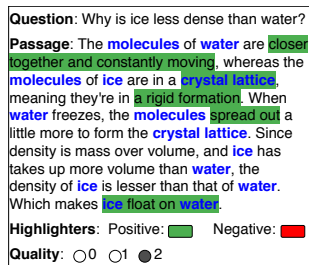 Question: Why is ice less dense than water?
Passage: The molecules of water are closer
together and constantly moving, whereas the
molecules of ice are in a crystal lattice,
meaning they're in a rigid formation. When
water freezes, the molecules spread out a
little more to form the crystal lattice. Since
density is mass over volume, and ice has
takes up more volume than water, the
density of ice is lesser than that of water.
Which makes ice float on water.
Highlighters: Positive: Negative:
Quality: 0 1 2